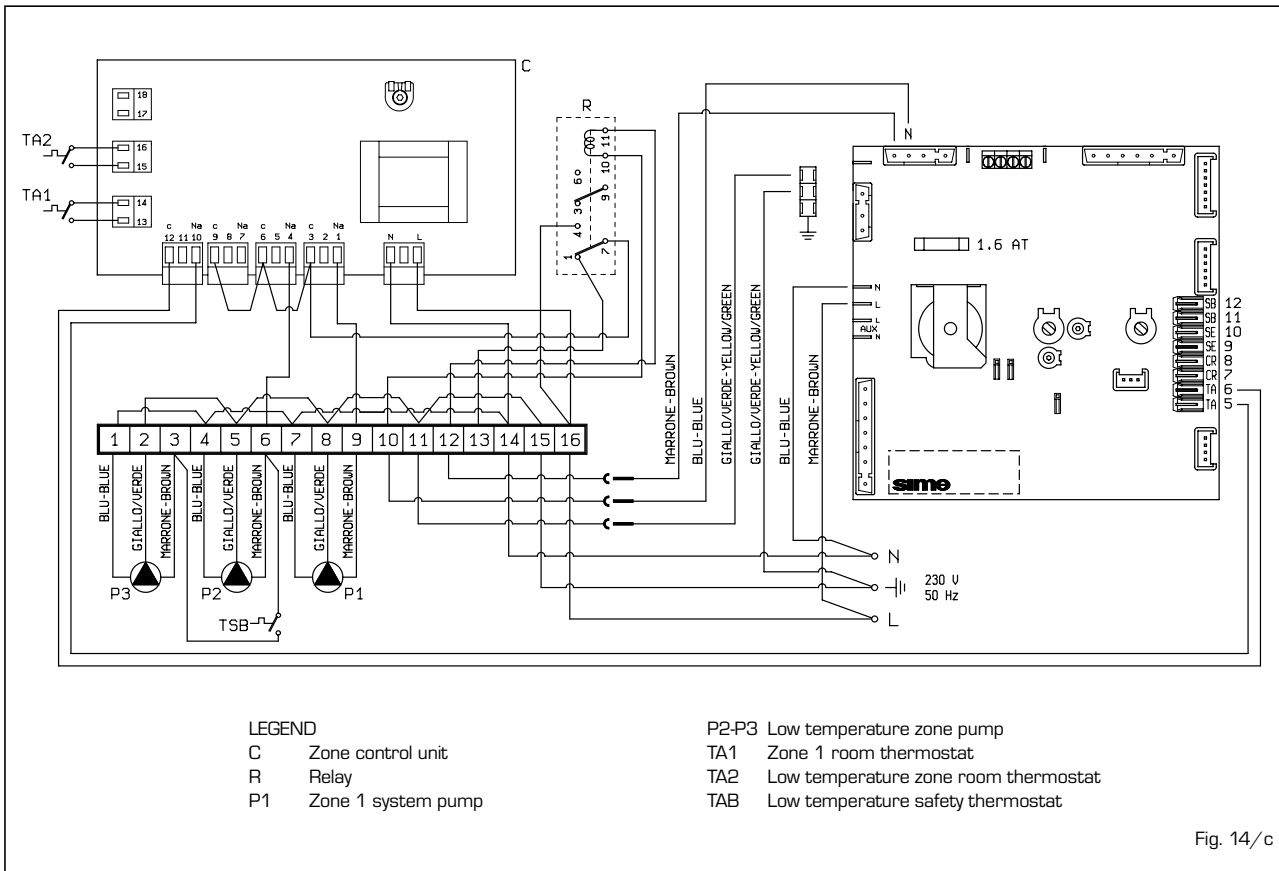 C
18
17
TA2
16
15
TA1
14
13
C Na C Na C Na C Na
12 11 10 9 8 7 6 5 4 3 2 1
N L
R
11
10
6
9
3
4
7
1
N
1.6 AT
N
L
L
AUX
N
SB 12
SB 11
SE 10
SE 9
CR 8
CR 7
TA 6
TA 5
sime
MARRONE-BROWN
BLU-BLUE
GIALLO/VERDE-YELLOW/GREEN
GIALLO/VERDE-YELLOW/GREEN
BLU-BLUE
MARRONE-BROWN
1 2 3 4 5 6 7 8 9 10 11 12 13 14 15 16
BLU-BLUE
GIALLO/VERDE
MARRONE-BROWN
BLU-BLUE
GIALLO/VERDE
MARRONE-BROWN
BLU-BLUE
GIALLO/VERDE
MARRONE-BROWN
P3
P2
P1
TSB
N
230 V
50 Hz
L
LEGEND
C Zone control unit
R Relay
P1 Zone 1 system pump
P2-P3 Low temperature zone pump
TA1 Zone 1 room thermostat
TA2 Low temperature zone room thermostat
TAB Low temperature safety thermostat
Fig. 14/c